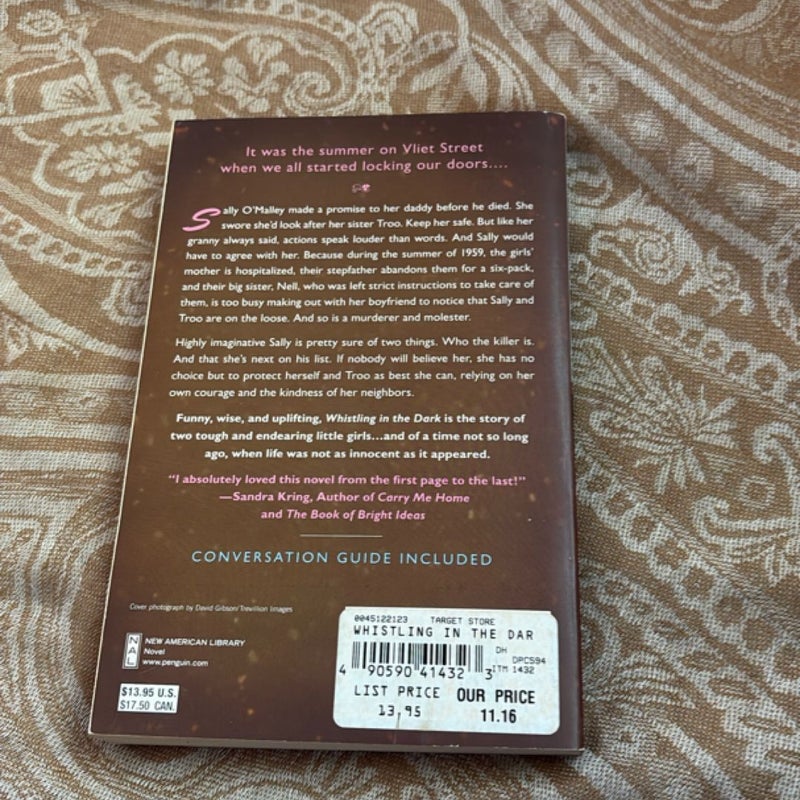 It was the summer on Vliet Street
when we all started locking our doors....
Sally O'Malley made a promise to her daddy before he died. She
swore she'd look after her sister Troo. Keep her safe. But like her
granny always said, actions speak louder than words. And Sally would
have to agree with her. Because during the summer of 1959, the girls'
mother is hospitalized, their stepfather abandons them for a six-pack,
and their big sister, Nell, who was left strict instructions to take care of
them, is too busy making out with her boyfriend to notice that Sally and
Troo are on the loose. And so is a murderer and molester.
Highly imaginative Sally is pretty sure of two things. Who the killer is.
And that she's next on his list. If nobody will believe her, she has no
choice but to protect herself and Troo as best she can, relying on her
own courage and the kindness of her neighbors.
Funny, wise, and uplifting, Whistling in the Dark is the story of
two tough and endearing little girls...and of a time not so long
ago, when life was not as innocent as it appeared.
"I absolutely loved this novel from the first page to the last!"
—Sandra Kring, Author of Carry Me Home
and The Book of Bright Ideas
CONVERSATION GUIDE INCLUDED
Cover photograph by David Gibson/Trevillion Images
NAL
NEW AMERICAN LIBRARY
Novel
www.penguin.com
$13.95 U.S.
$17.50 CAN.
0045122123 TARGET STORE
WHISTLING IN THE DAR
DH
DPCS94
4 90590 41432 3 ITM 1432
LIST PRICE OUR PRICE
13.95 11.16